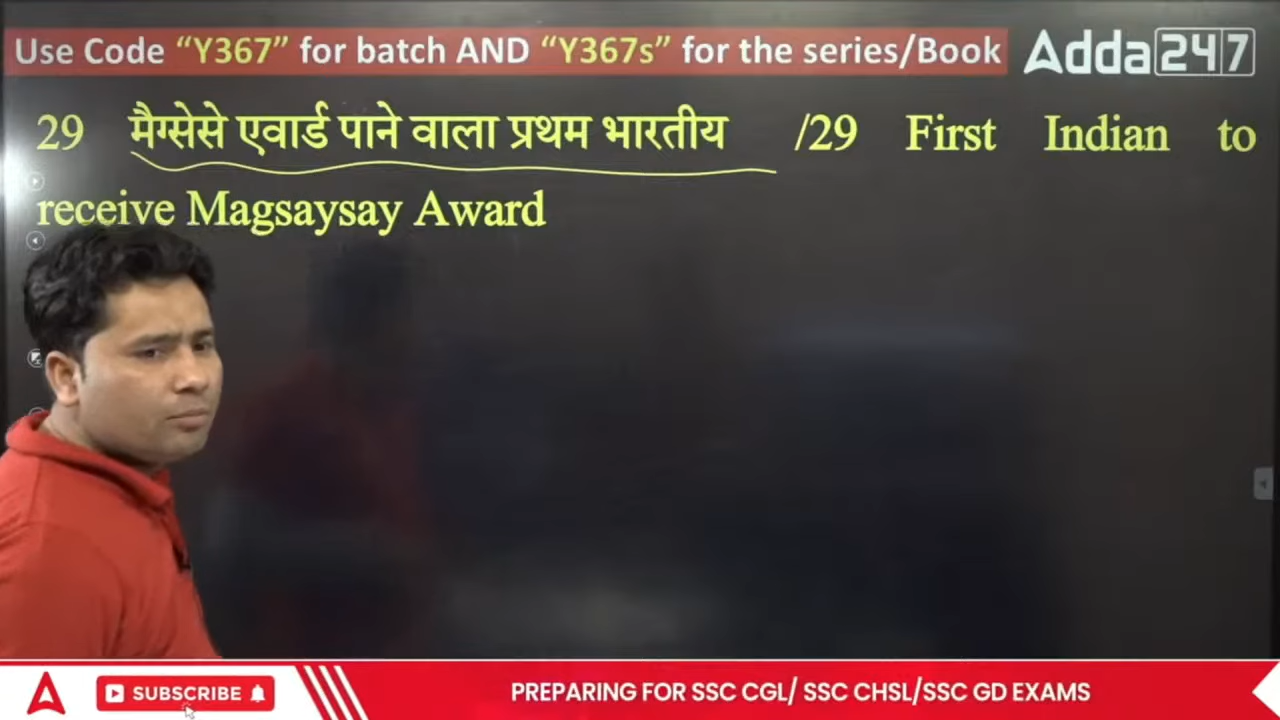 Use Code “Y367” for batch AND “Y367s” for the series/Book
Adda247
29 मैग्सेसे एवार्ड पाने वाला प्रथम भारतीय /29 First Indian to
receive Magsaysay Award
SUBSCRIBE
PREPARING FOR SSC CGL/ SSC CHSL/SSC GD EXAMS